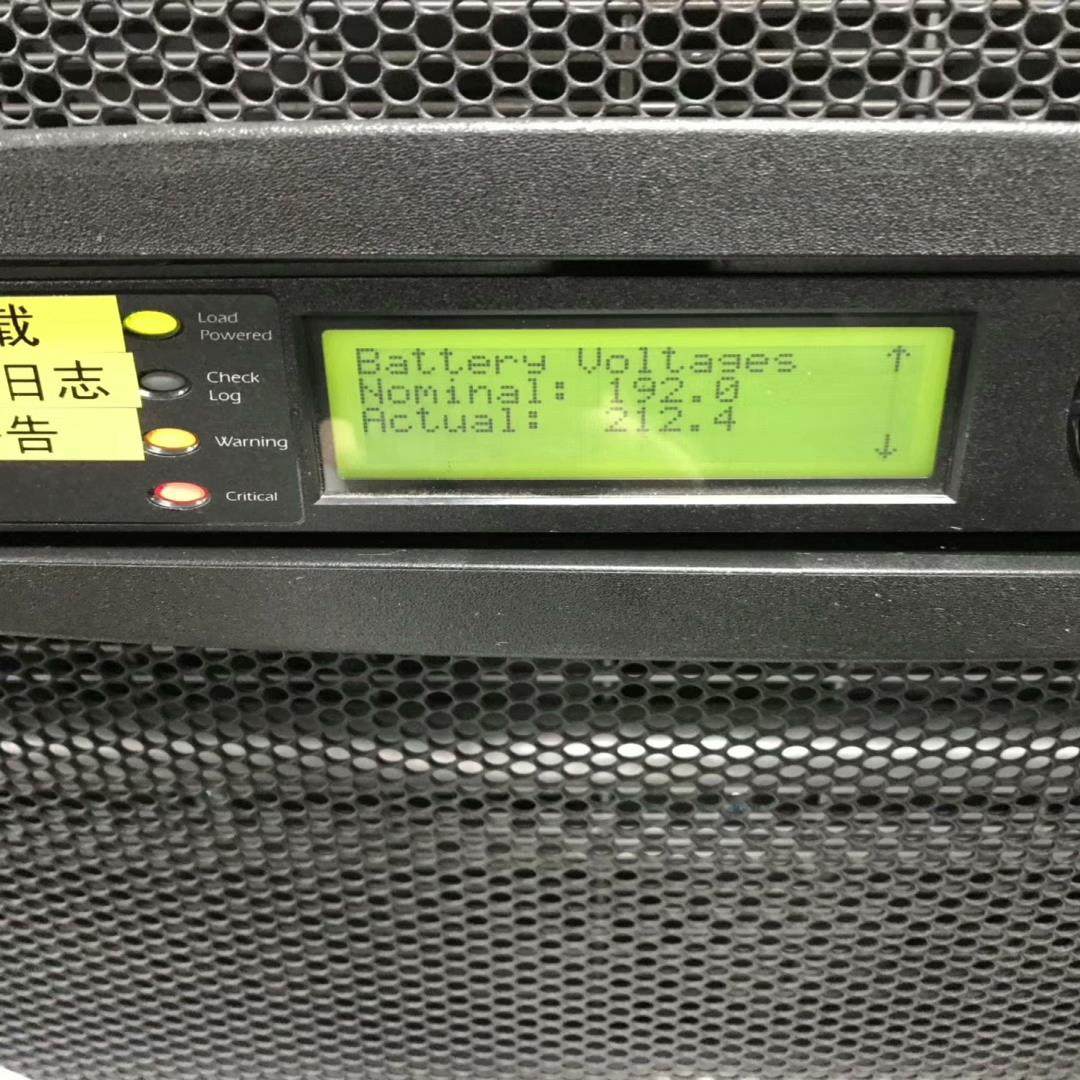 载
日志
告
Load
Powered
Check
Log
Warning
Critical
Battery Voltages ↑
Nominal: 192.0
Actual: 212.4
↓